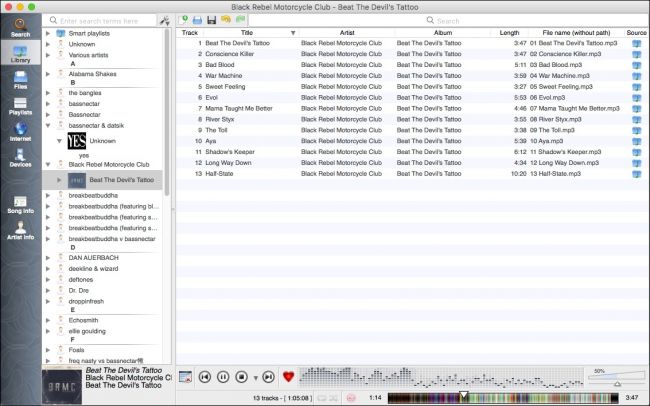 Black Rebel Motorcycle Club - Beat The Devil's Tattoo
Search
Library
Files
Playlists
Internet
Devices
Song info
Artist info
Enter search terms here
Smart playlists
Unknown
Various artists
A
Alabama Shakes
B
the bangles
bassnectar
Bassnectar
bassnectar & datsik
YES
Unknown
yes
Black Rebel Motorcycle Club
BRMC
Beat The Devil's Tattoo
breakbeatbuddha
breakbeatbuddha (featuring bl...
breakbeatbuddha (featuring s...
breakbeatbuddha (featuring s...
breakbeatbuddha v bassnectar
D
DAN AUERBACH
deekline & wizard
deftones
Dr. Dre
droppinfresh
E
Echosmith
ellie goulding
F
Foals
freq nasty vs bassnectar俺
Search
Track Title Artist Album Length File name (without path) Source
1 Beat The Devil's Tattoo Black Rebel Motorcycle Club Beat The Devil's Tattoo 3:47 01 Beat The Devil's Tattoo.mp3
2 Conscience Killer Black Rebel Motorcycle Club Beat The Devil's Tattoo 3:46 02 Conscience Killer.mp3
3 Bad Blood Black Rebel Motorcycle Club Beat The Devil's Tattoo 5:11 03 Bad Blood.mp3
4 War Machine Black Rebel Motorcycle Club Beat The Devil's Tattoo 3:59 04 War Machine.mp3
5 Sweet Feeling Black Rebel Motorcycle Club Beat The Devil's Tattoo 3:27 05 Sweet Feeling.mp3
6 Evol Black Rebel Motorcycle Club Beat The Devil's Tattoo 5:53 06 Evol.mp3
7 Mama Taught Me Better Black Rebel Motorcycle Club Beat The Devil's Tattoo 4:46 07 Mama Taught Me Better.mp3
8 River Styx Black Rebel Motorcycle Club Beat The Devil's Tattoo 3:58 08 River Styx.mp3
9 The Toll Black Rebel Motorcycle Club Beat The Devil's Tattoo 3:38 09 The Toll.mp3
10 Aya Black Rebel Motorcycle Club Beat The Devil's Tattoo 5:39 10 Aya.mp3
11 Shadow's Keeper Black Rebel Motorcycle Club Beat The Devil's Tattoo 6:12 11 Shadow's Keeper.mp3
12 Long Way Down Black Rebel Motorcycle Club Beat The Devil's Tattoo 4:34 12 Long Way Down.mp3
13 Half-State Black Rebel Motorcycle Club Beat The Devil's Tattoo 10:20 13 Half-State.mp3
BRMC
Beat The Devil's Tattoo
Black Rebel Motorcycle Cl
Beat The Devil's Tattoo
50%
13 tracks - [ 1:05:08 ]
1:14
3:47